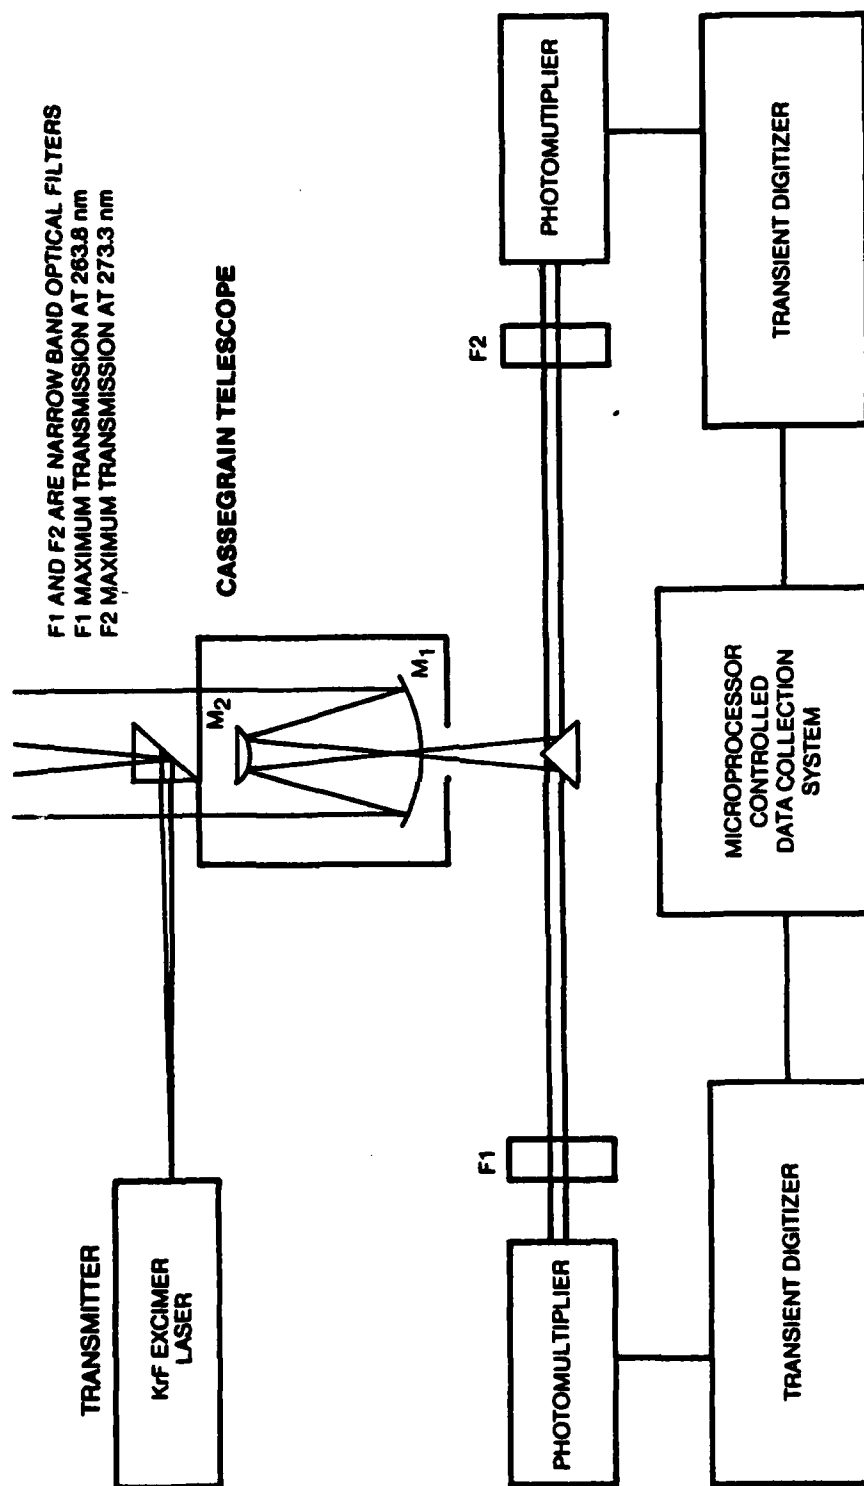 F1 AND F2 ARE NARROW BAND OPTICAL FILTERS
F1 MAXIMUM TRANSMISSION AT 263.8 nm
F2 MAXIMUM TRANSMISSION AT 273.3 nm
TRANSMITTER
KrF EXCIMER
LASER
CASSEGRAIN TELESCOPE
M2
M1
F1
F2
PHOTOMULTIPLIER
PHOTOMUTIPLIER
TRANSIENT DIGITIZER
MICROPROCESSOR
CONTROLLED
DATA COLLECTION
SYSTEM
TRANSIENT DIGITIZER